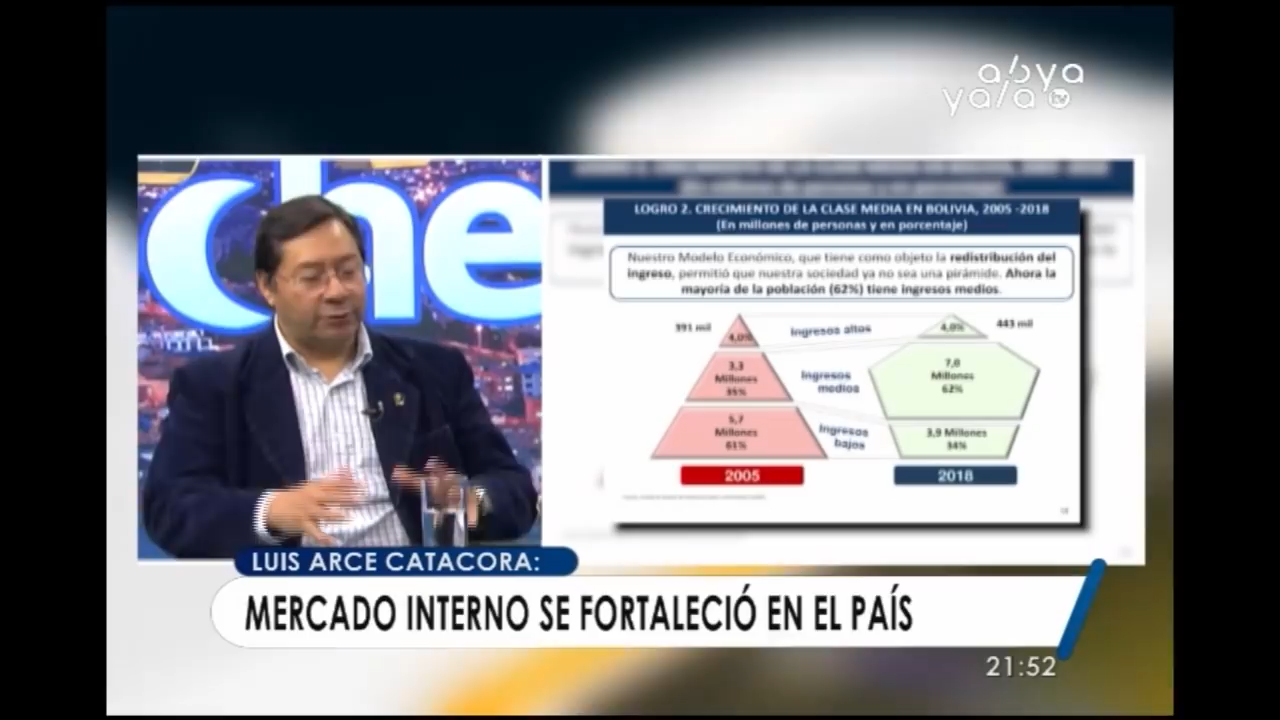 abya
yala tv
che
LOGRO 2. CRECIMIENTO DE LA CLASE MEDIA EN BOLIVIA, 2005 -2018
(En millones de personas y en porcentaje)
Nuestro Modelo Económico, que tiene como objeto la redistribución del
ingreso, permitió que nuestra sociedad ya no sea una pirámide. Ahora la
mayoría de la población (62%) tiene ingresos medios.
391 mil
4,0%
Ingresos altos
4,0%
443 mil
3,3
Millones
35%
Ingresos
medios
7,0
Millones
62%
5,7
Millones
61%
Ingresos
bajos
3,9 Millones
34%
2005
2018
LUIS ARCE CATACORA:
MERCADO INTERNO SE FORTALECIÓ EN EL PAÍS
21:52